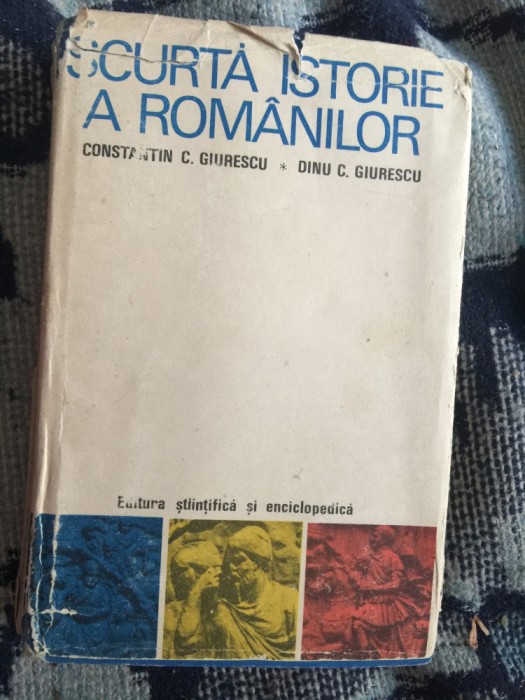 SCURTĂ ISTORIE
A ROMÂNILOR
CONSTANTIN C. GIURESCU * DINU C. GIURESCU
Editura științifică și enciclopedică